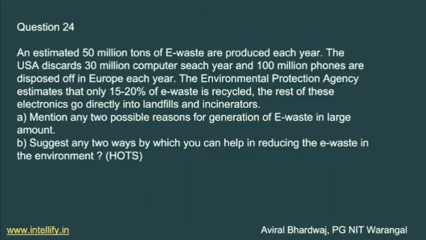 Question 24
An estimated 50 million tons of E-waste are produced each year. The
USA discards 30 million computer seach year and 100 million phones are
disposed off in Europe each year. The Environmental Protection Agency
estimates that only 15-20% of e-waste is recycled, the rest of these
electronics go directly into landfills and incinerators.
a) Mention any two possible reasons for generation of E-waste in large
amount.
b) Suggest any two ways by which you can help in reducing the e-waste in
the environment ? (HOTS)
www.intellify.in
Aviral Bhardwaj, PG NIT Warangal